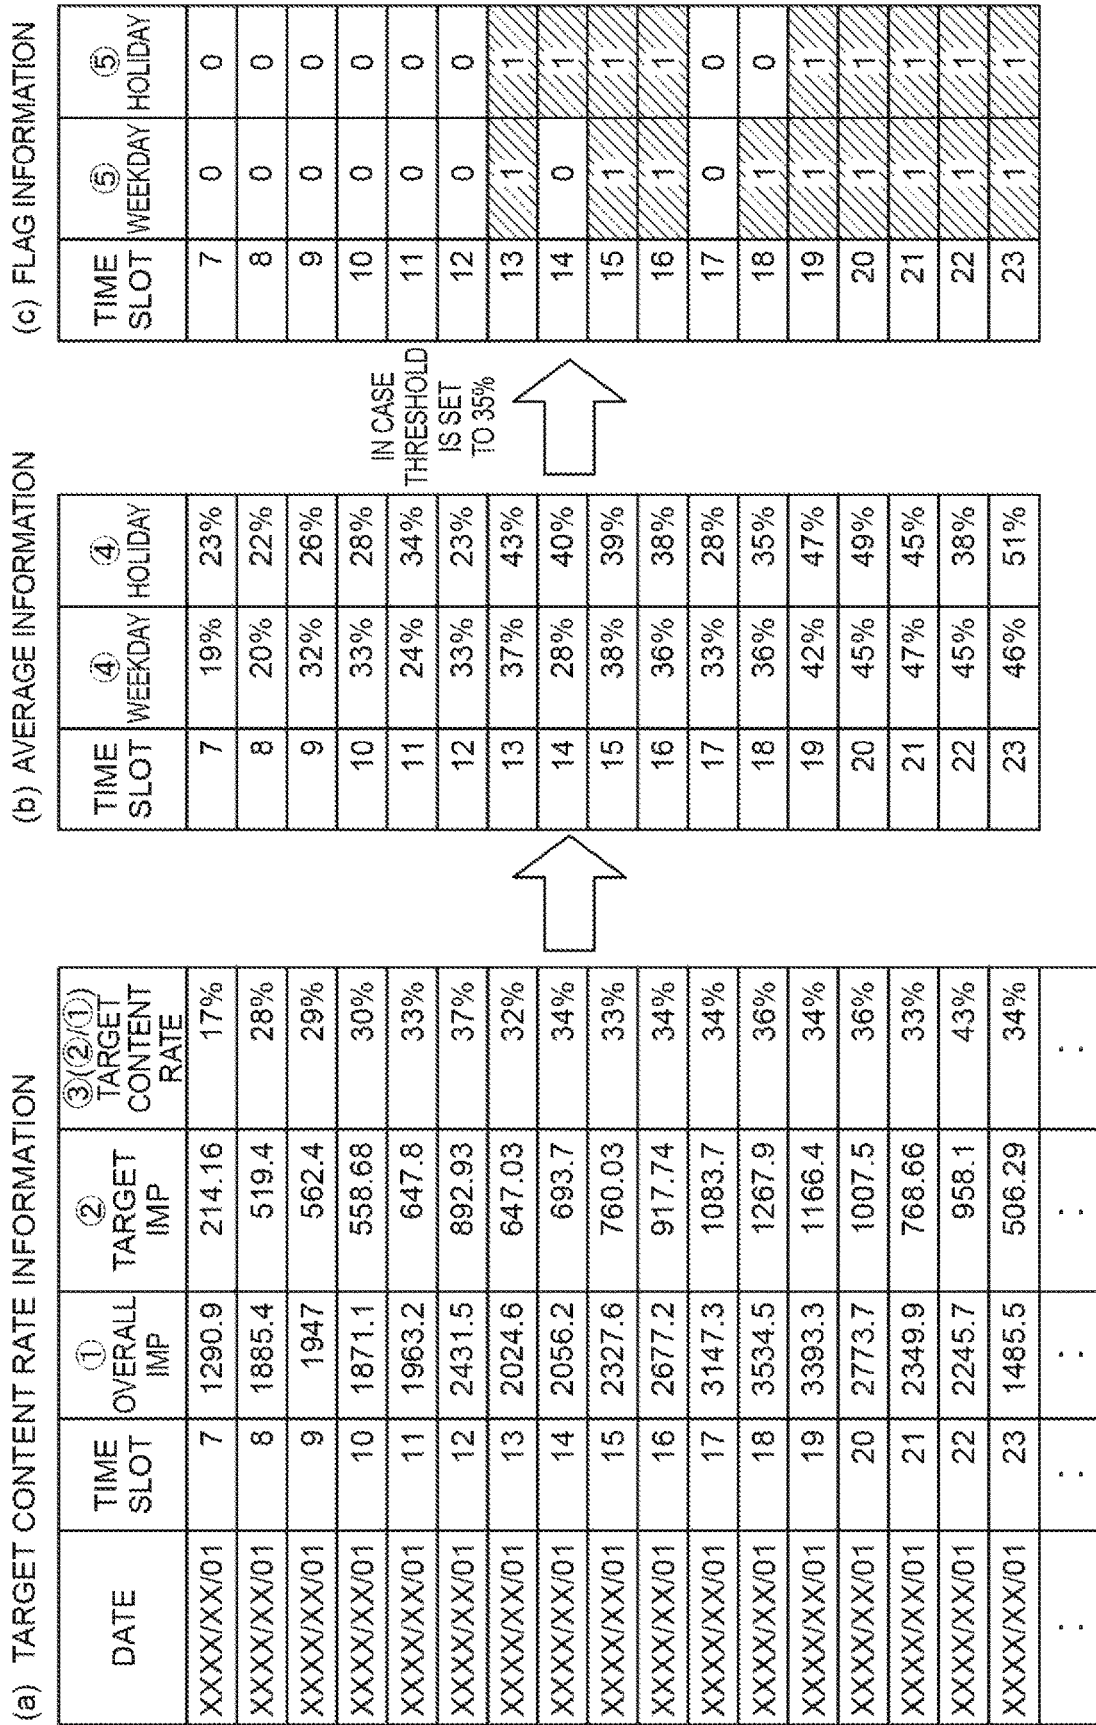 (a) TARGET CONTENT RATE INFORMATION
DATE TIME SLOT ① OVERALL IMP ② TARGET IMP ③(②/①) TARGET CONTENT RATE
XXXX/XX/01 7 1290.9 214.16 17%
XXXX/XX/01 8 1885.4 519.4 28%
XXXX/XX/01 9 1947 562.4 29%
XXXX/XX/01 10 1871.1 558.68 30%
XXXX/XX/01 11 1963.2 647.8 33%
XXXX/XX/01 12 2431.5 892.93 37%
XXXX/XX/01 13 2024.6 647.03 32%
XXXX/XX/01 14 2056.2 693.7 34%
XXXX/XX/01 15 2327.6 760.03 33%
XXXX/XX/01 16 2677.2 917.74 34%
XXXX/XX/01 17 3147.3 1083.7 34%
XXXX/XX/01 18 3534.5 1267.9 36%
XXXX/XX/01 19 3393.3 1166.4 34%
XXXX/XX/01 20 2773.7 1007.5 36%
XXXX/XX/01 21 2349.9 768.66 33%
XXXX/XX/01 22 2245.7 958.1 43%
XXXX/XX/01 23 1485.5 506.29 34%
: : : :
(b) AVERAGE INFORMATION
TIME SLOT ④ WEEKDAY ④ HOLIDAY
7 19% 23%
8 20% 22%
9 32% 26%
10 33% 28%
11 24% 34%
12 33% 23%
13 37% 43%
14 28% 40%
15 38% 39%
16 36% 38%
17 33% 28%
18 36% 35%
19 42% 47%
20 45% 49%
21 47% 45%
22 45% 38%
23 46% 51%
IN CASE
THRESHOLD
IS SET
TO 35%
(c) FLAG INFORMATION
TIME SLOT ⑤ WEEKDAY ⑤ HOLIDAY
7 0 0
8 0 0
9 0 0
10 0 0
11 0 0
12 0 0
13 1 1
14 0 1
15 1 1
16 1 1
17 0 0
18 1 0
19 1 1
20 1 1
21 1 1
22 1 1
23 1 1